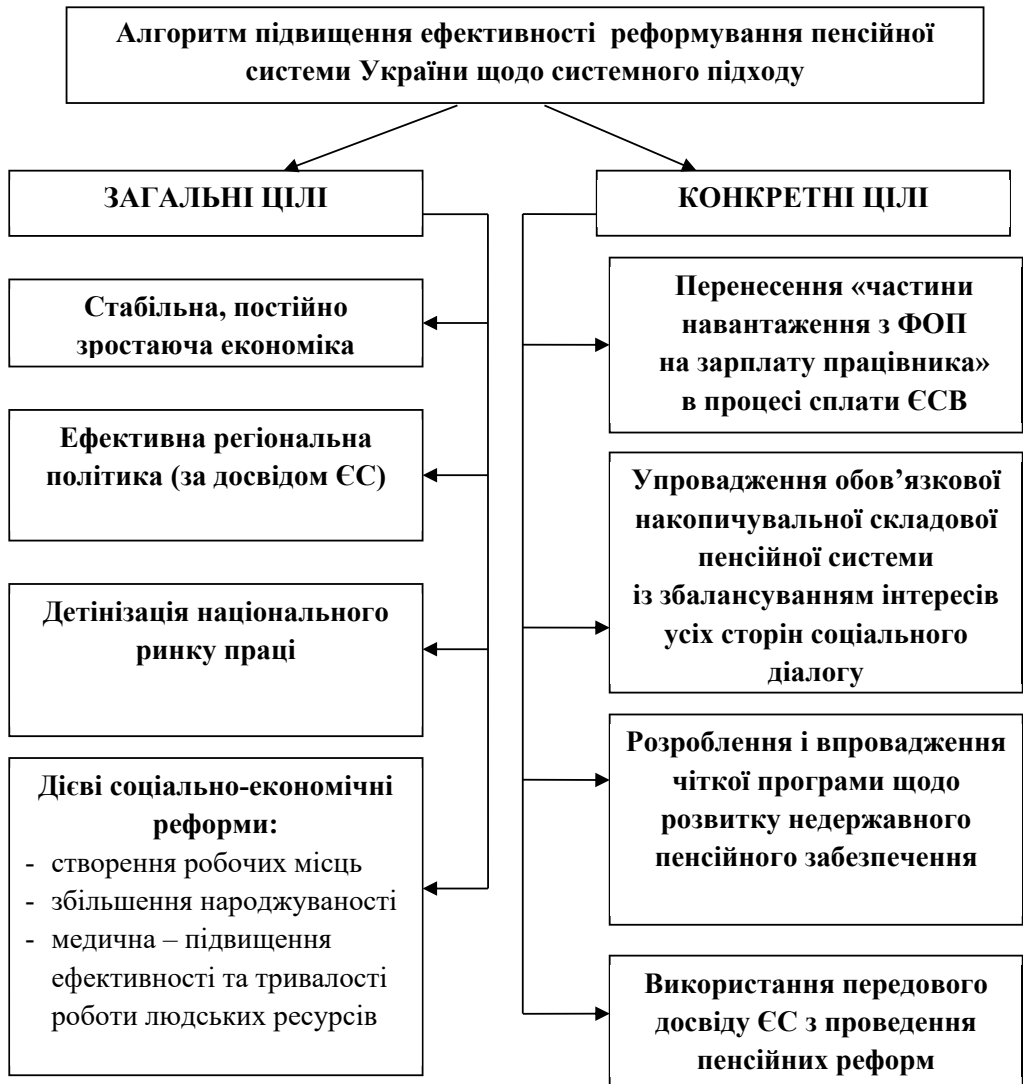 Алгоритм підвищення ефективності реформування пенсійної
системи України щодо системного підходу
ЗАГАЛЬНІ ЦІЛІ
Стабільна, постійно
зростаюча економіка
Ефективна регіональна
політика (за досвідом ЄС)
Детінізація національного
ринку праці
Дієві соціально-економічні
реформи:
- створення робочих місць
- збільшення народжуваності
- медична – підвищення
ефективності та тривалості
роботи людських ресурсів
КОНКРЕТНІ ЦІЛІ
Перенесення «частини
навантаження з ФОП
на зарплату працівника»
в процесі сплати ЄСВ
Упровадження обов’язкової
накопичувальної складової
пенсійної системи
із збалансуванням інтересів
усіх сторін соціального
діалогу
Розроблення і впровадження
чіткої програми щодо
розвитку недержавного
пенсійного забезпечення
Використання передового
досвіду ЄС з проведення
пенсійних реформ